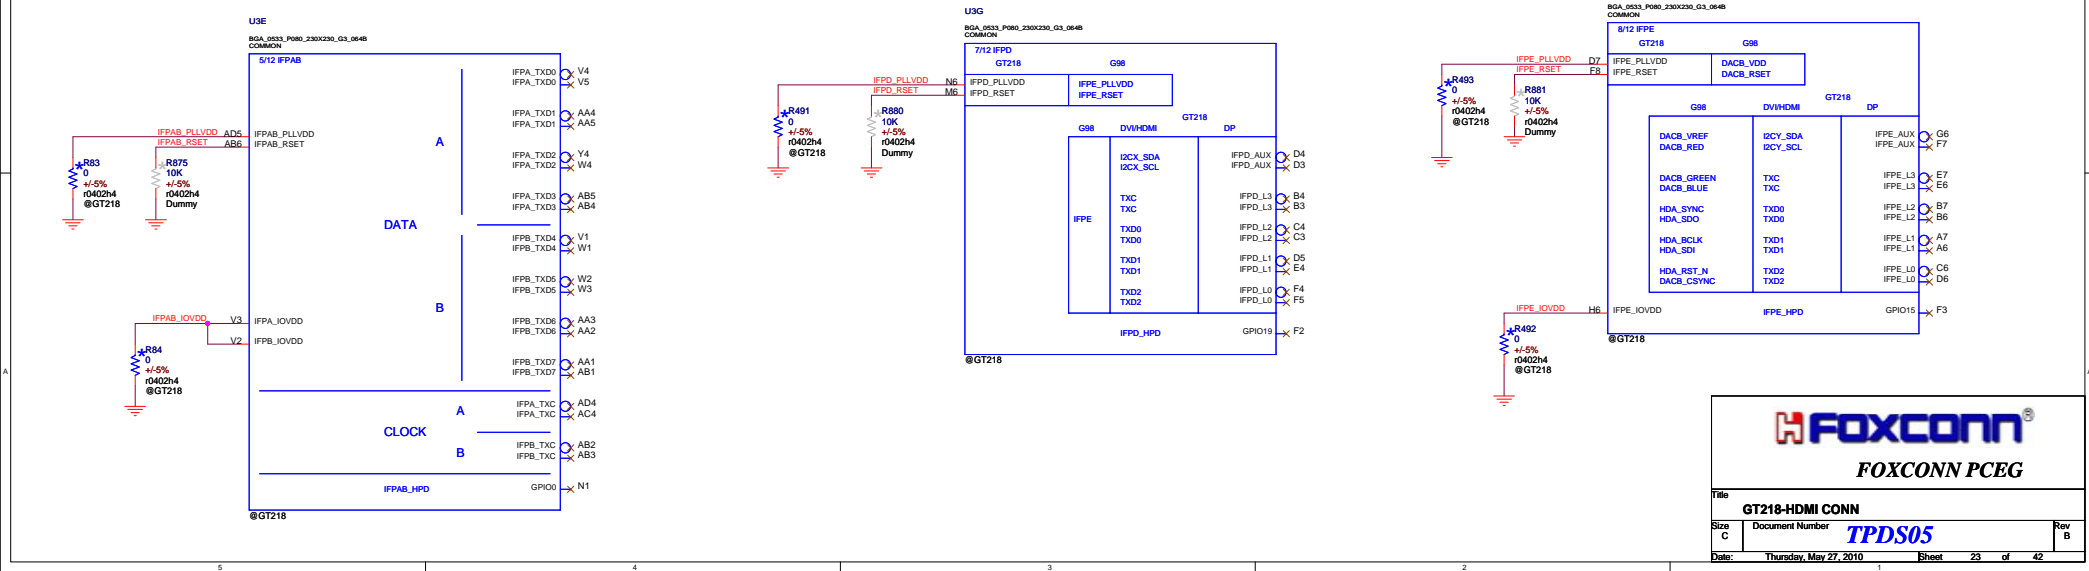 U3E
BGA_0533_P080_230X230_G3_064B
COMMON
5/12 IFPAB
IFPAB_PLLVDD AD5 IFPAB_PLLVDD
IFPAB_RSET AB6 IFPAB_RSET
*R83
0
+/-5%
r0402h4
@GT218
*R875
10K
+/-5%
r0402h4
Dummy
IFPAB_IOVDD V3 IFPA_IOVDD
V2 IFPB_IOVDD
*R84
0
+/-5%
r0402h4
@GT218
A
DATA
B
A
CLOCK
B
IFPA_TXD0 V4
IFPA_TXD0 V5
IFPA_TXD1 AA4
IFPA_TXD1 AA5
IFPA_TXD2 Y4
IFPA_TXD2 W4
IFPA_TXD3 AB5
IFPA_TXD3 AB4
IFPB_TXD4 V1
IFPB_TXD4 W1
IFPB_TXD5 W2
IFPB_TXD5 W3
IFPB_TXD6 AA3
IFPB_TXD6 AA2
IFPB_TXD7 AA1
IFPB_TXD7 AB1
IFPA_TXC AD4
IFPA_TXC AC4
IFPB_TXC AB2
IFPB_TXC AB3
IFPAB_HPD GPIO0 N1
@GT218
U3G
BGA_0533_P080_230X230_G3_064B
COMMON
7/12 IFPD
GT218 G98
IFPD_PLLVDD N6 IFPD_PLLVDD IFPE_PLLVDD
IFPD_RSET M6 IFPD_RSET IFPE_RSET
*R491
0
+/-5%
r0402h4
@GT218
*R880
10K
+/-5%
r0402h4
Dummy
GT218
G98 DVI/HDMI DP
I2CX_SDA IFPD_AUX D4
I2CX_SCL IFPD_AUX D3
TXC IFPD_L3 B4
TXC IFPD_L3 B3
IFPE
TXD0 IFPD_L2 C4
TXD0 IFPD_L2 C3
TXD1 IFPD_L1 D5
TXD1 IFPD_L1 E4
TXD2 IFPD_L0 F4
TXD2 IFPD_L0 F5
IFPD_HPD GPIO19 F2
@GT218
BGA_0533_P080_230X230_G3_064B
COMMON
8/12 IFPE
GT218 G98
IFPE_PLLVDD D7 IFPE_PLLVDD DACB_VDD
IFPE_RSET F8 IFPE_RSET DACB_RSET
*R493
0
+/-5%
r0402h4
@GT218
*R881
10K
+/-5%
r0402h4
Dummy
GT218
G98 DVI/HDMI DP
DACB_VREF I2CY_SDA IFPE_AUX G6
DACB_RED I2CY_SCL IFPE_AUX F7
DACB_GREEN TXC IFPE_L3 E7
DACB_BLUE TXC IFPE_L3 E6
HDA_SYNC TXD0 IFPE_L2 B7
HDA_SDO TXD0 IFPE_L2 B6
HDA_BCLK TXD1 IFPE_L1 A7
HDA_SDI TXD1 IFPE_L1 A6
HDA_RST_N TXD2 IFPE_L0 C6
DACB_CSYNC TXD2 IFPE_L0 D6
IFPE_IOVDD H6 IFPE_IOVDD IFPE_HPD GPIO15 F3
*R492
0
+/-5%
r0402h4
@GT218
@GT218
A
FOXCONN®
FOXCONN PCEG
Title
GT218-HDMI CONN
Size
C
Document Number
TPDS05
Rev
B
Date: Thursday, May 27, 2010 Sheet 23 of 42
5 4 3 2 1